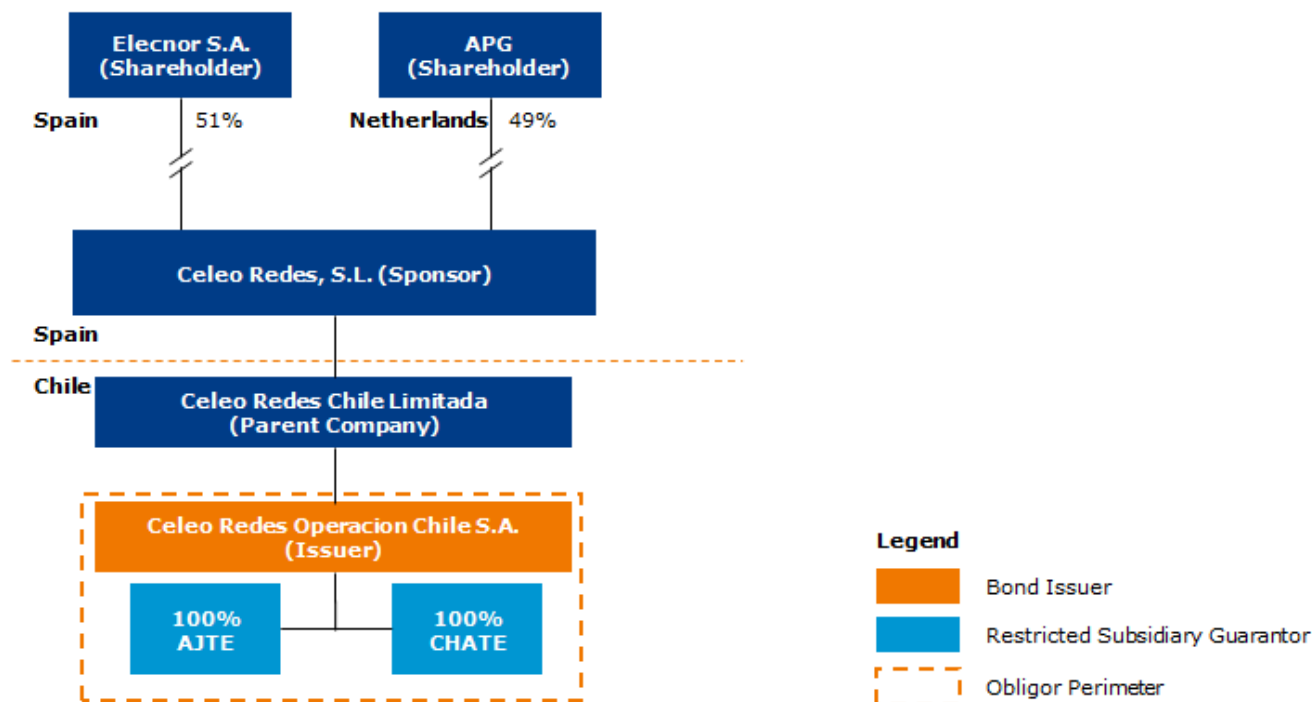 Elecnor S.A.
(Shareholder)
APG
(Shareholder)
Spain
51%
Netherlands
49%
Celeo Redes, S.L. (Sponsor)
Spain
Chile
Celeo Redes Chile Limitada
(Parent Company)
Celeo Redes Operacion Chile S.A.
(Issuer)
100%
AJTE
100%
CHATE
Legend
Bond Issuer
Restricted Subsidiary Guarantor
Obligor Perimeter